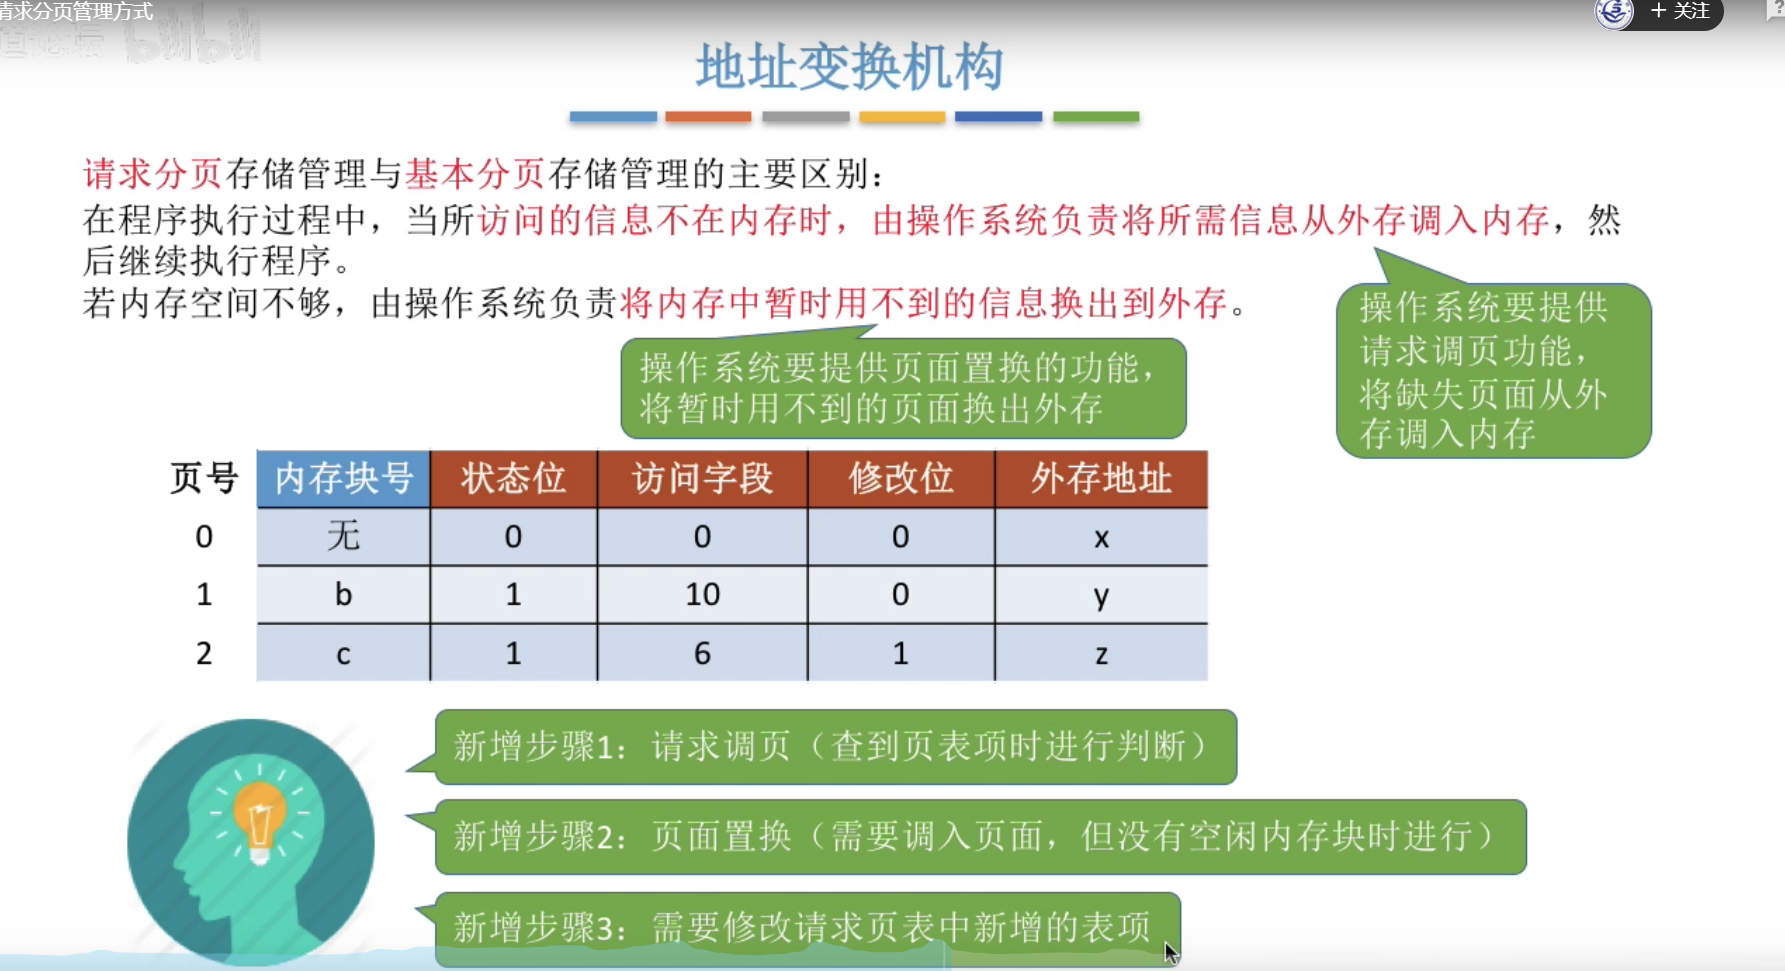 请求分页管理方式
+ 关注
道论坛 bilibili
地址变换机构
请求分页存储管理与基本分页存储管理的主要区别：
在程序执行过程中，当所访问的信息不在内存时，由操作系统负责将所需信息从外存调入内存，然
后继续执行程序。
若内存空间不够，由操作系统负责将内存中暂时用不到的信息换出到外存。
操作系统要提供
请求调页功能，
将缺失页面从外
存调入内存
操作系统要提供页面置换的功能，
将暂时用不到的页面换出外存
页号 内存块号 状态位 访问字段 修改位 外存地址
0 无 0 0 0 x
1 b 1 10 0 y
2 c 1 6 1 z
新增步骤1：请求调页（查到页表项时进行判断）
新增步骤2：页面置换（需要调入页面，但没有空闲内存块时进行）
新增步骤3：需要修改请求页表中新增的表项